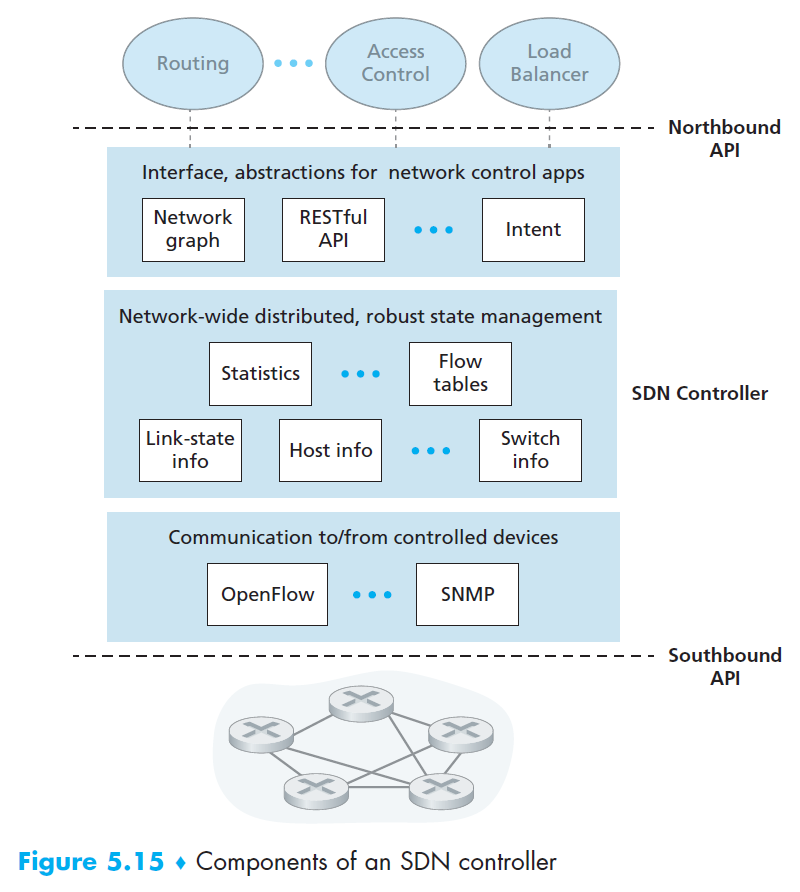 Routing
Access
Control
Load
Balancer
Northbound
API
Interface, abstractions for network control apps
Network
graph
RESTful
API
Intent
Network-wide distributed, robust state management
Statistics
Flow
tables
SDN Controller
Link-state
info
Host info
Switch
info
Communication to/from controlled devices
OpenFlow
SNMP
Southbound
API
Figure 5.15 ♦ Components of an SDN controller